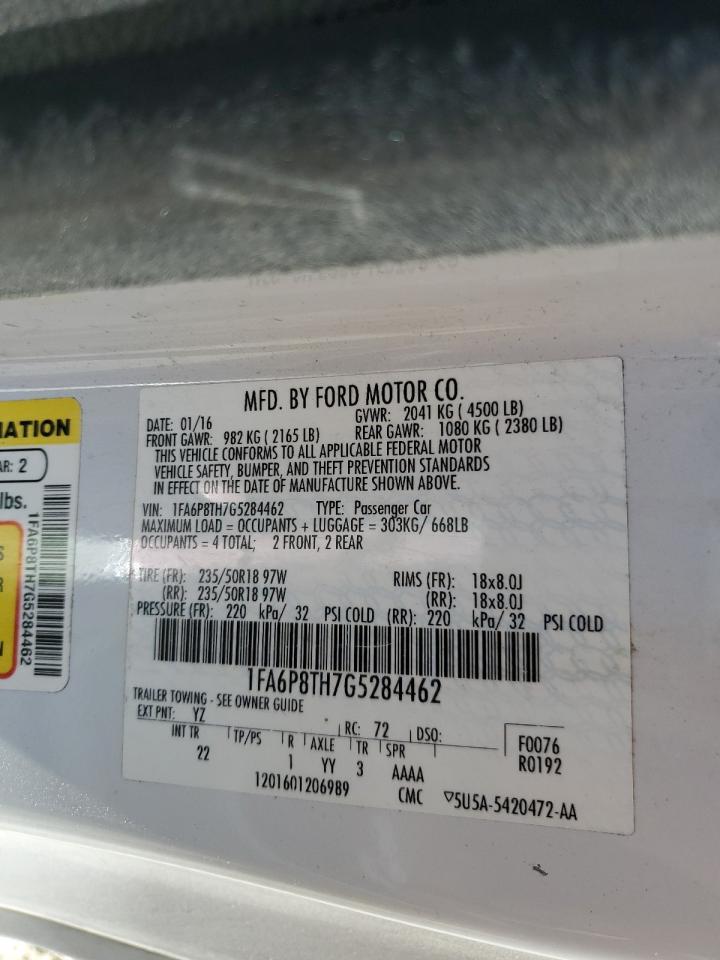 MFD. BY FORD MOTOR CO.
DATE: 01/16 GVWR: 2041 KG ( 4500 LB)
FRONT GAWR: 982 KG ( 2165 LB) REAR GAWR: 1080 KG ( 2380 LB)
THIS VEHICLE CONFORMS TO ALL APPLICABLE FEDERAL MOTOR
VEHICLE SAFETY, BUMPER, AND THEFT PREVENTION STANDARDS
IN EFFECT ON THE DATE OF MANUFACTURE SHOWN ABOVE.
VIN: 1FA6P8TH7G5284462 TYPE: Passenger Car
MAXIMUM LOAD = OCCUPANTS + LUGGAGE = 303KG/ 668LB
OCCUPANTS = 4 TOTAL; 2 FRONT, 2 REAR
TIRE (FR): 235/50R18 97W RIMS (FR): 18x8.0J
(RR): 235/50R18 97W (RR): 18x8.0J
PRESSURE (FR): 220 kPa/ 32 PSI COLD (RR): 220 kPa/ 32 PSI COLD
1FA6P8TH7G5284462
TRAILER TOWING - SEE OWNER GUIDE
EXT PNT: YZ RC: 72 DSO:
INT TR TP/PS R AXLE TR SPR
22 1 YY 3 AAAA
F0076
R0192
1201601206989 CMC ▽5U5A-5420472-AA
MATION
AR: 2
lbs.
1FA6P8TH7G5284462
S
R
N